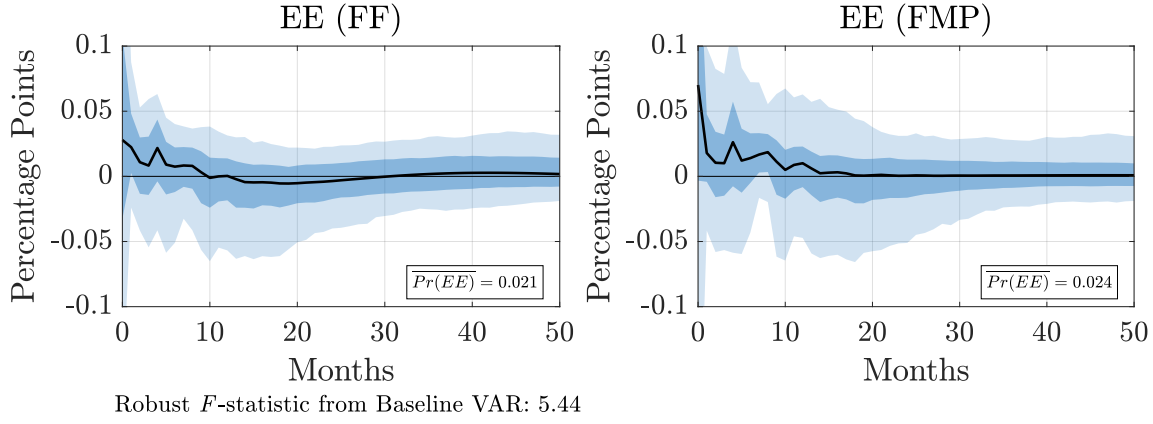 EE (FF)
Percentage Points
0.1
0.05
0
-0.05
-0.1
$\overline{Pr(EE)} = 0.021$
0 10 20 30 40 50
Months
EE (FMP)
Percentage Points
0.1
0.05
0
-0.05
-0.1
$\overline{Pr(EE)} = 0.024$
0 10 20 30 40 50
Months
Robust F-statistic from Baseline VAR: 5.44